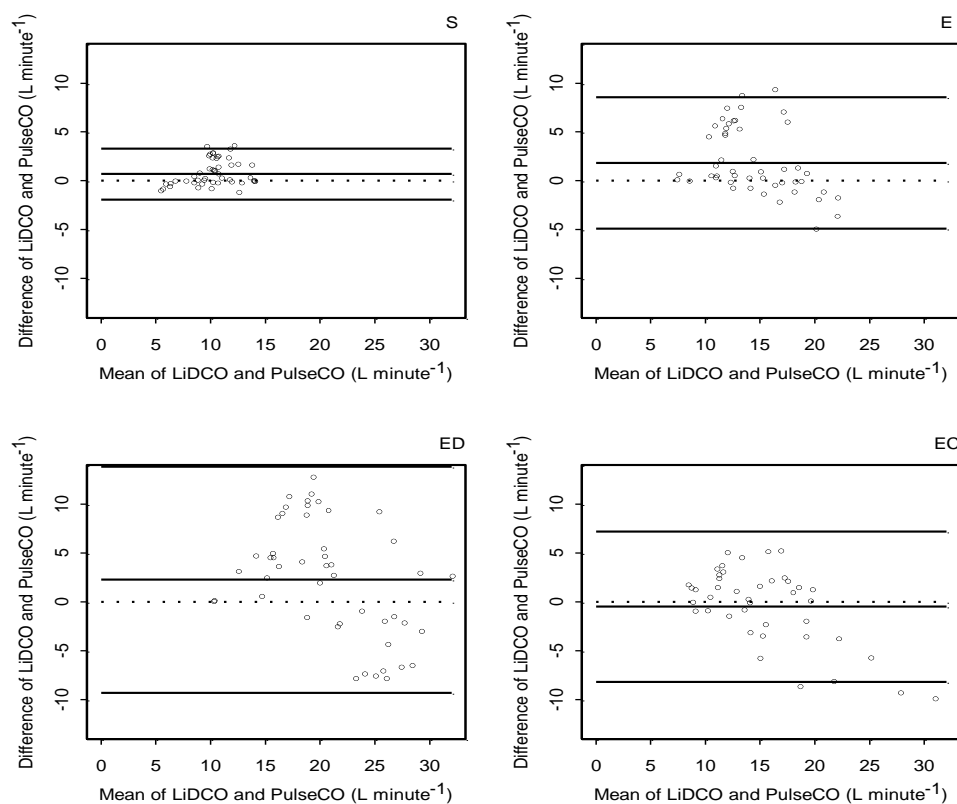 S
Difference of LiDCO and PulseCO (L minute⁻¹)
10
5
0
-5
-10
0 5 10 15 20 25 30
Mean of LiDCO and PulseCO (L minute⁻¹)
E
Difference of LiDCO and PulseCO (L minute⁻¹)
10
5
0
-5
-10
0 5 10 15 20 25 30
Mean of LiDCO and PulseCO (L minute⁻¹)
ED
Difference of LiDCO and PulseCO (L minute⁻¹)
10
5
0
-5
-10
0 5 10 15 20 25 30
Mean of LiDCO and PulseCO (L minute⁻¹)
EC
Difference of LiDCO and PulseCO (L minute⁻¹)
10
5
0
-5
-10
0 5 10 15 20 25 30
Mean of LiDCO and PulseCO (L minute⁻¹)